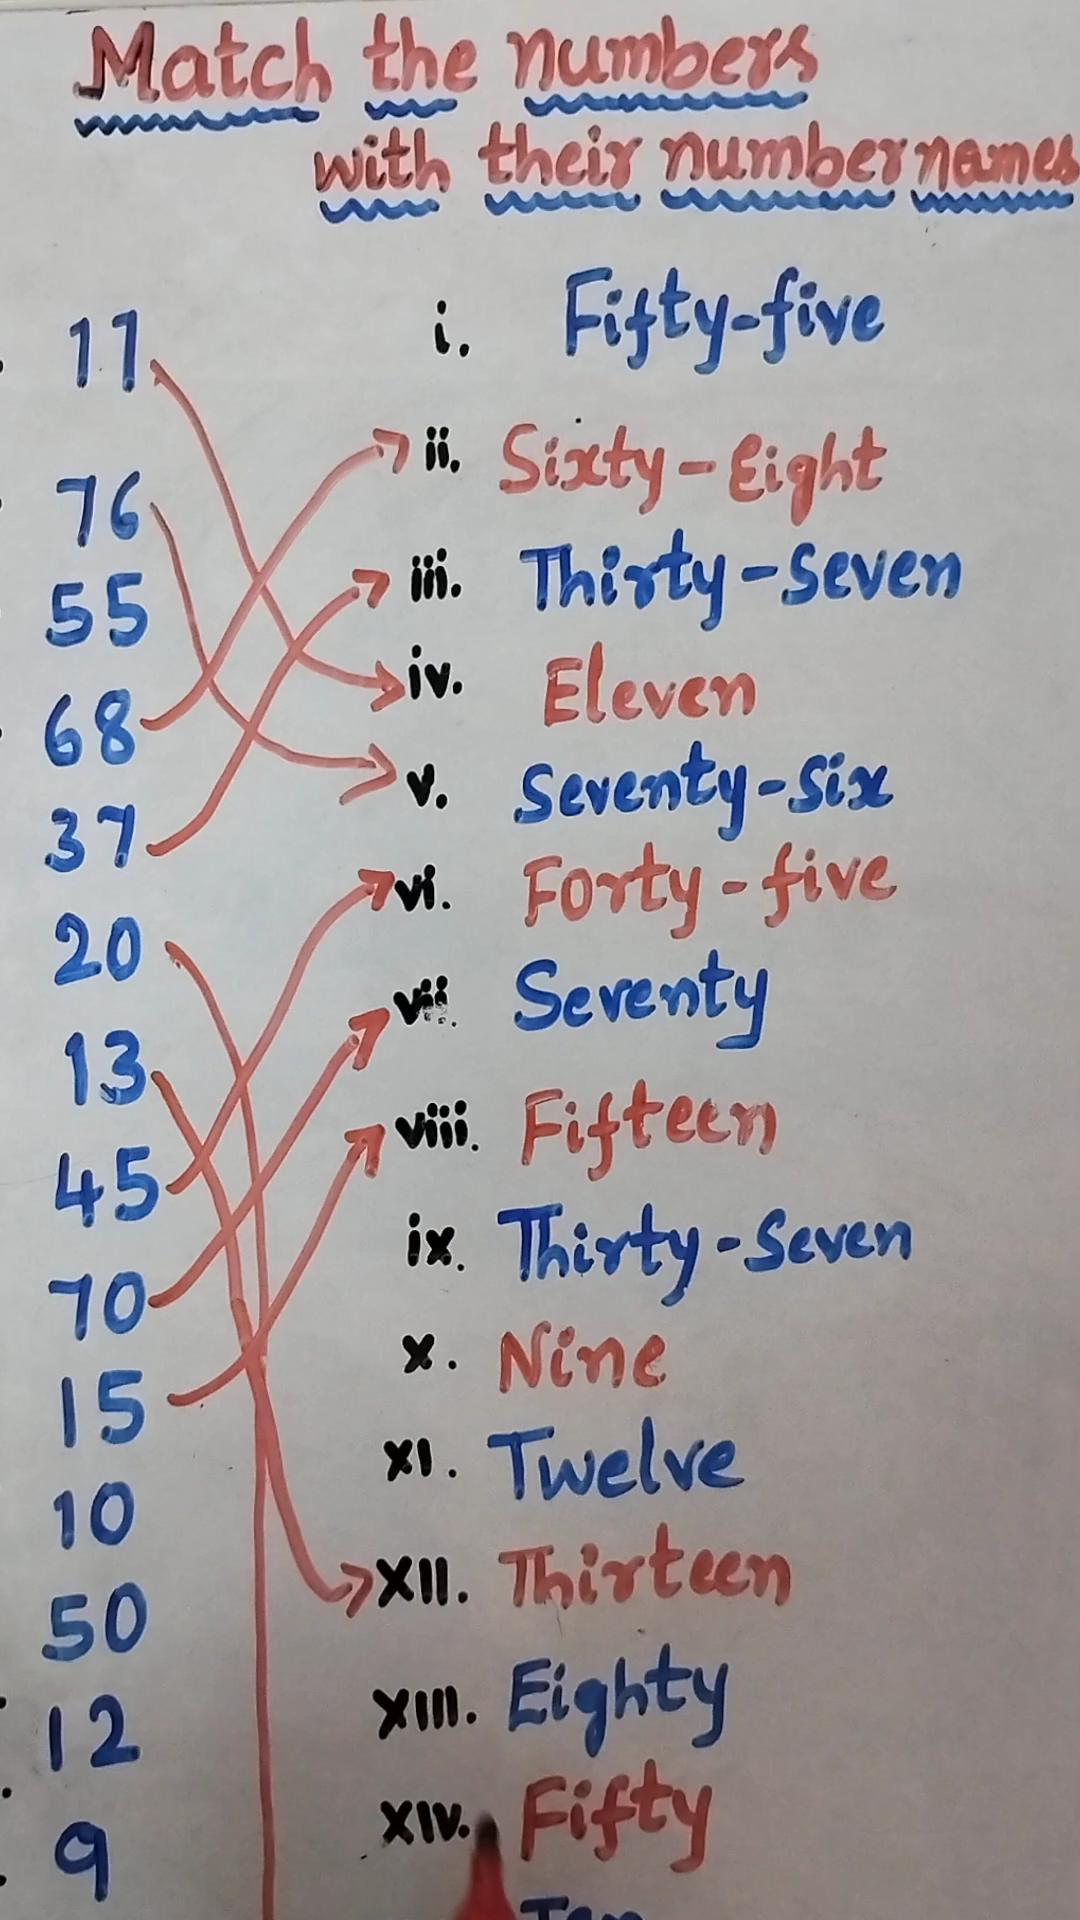 Match the numbers
with their number names
11 i. Fifty-five
ii. Sixty-Eight
76
55 iii. Thirty-Seven
68 iv. Eleven
37 v. Seventy-Six
20 vi. Forty-five
13 vii. Seventy
45 viii. Fifteen
70 ix. Thirty-Seven
15 x. Nine
10 xi. Twelve
50 xii. Thirteen
12 xiii. Eighty
9 xiv. Fifty